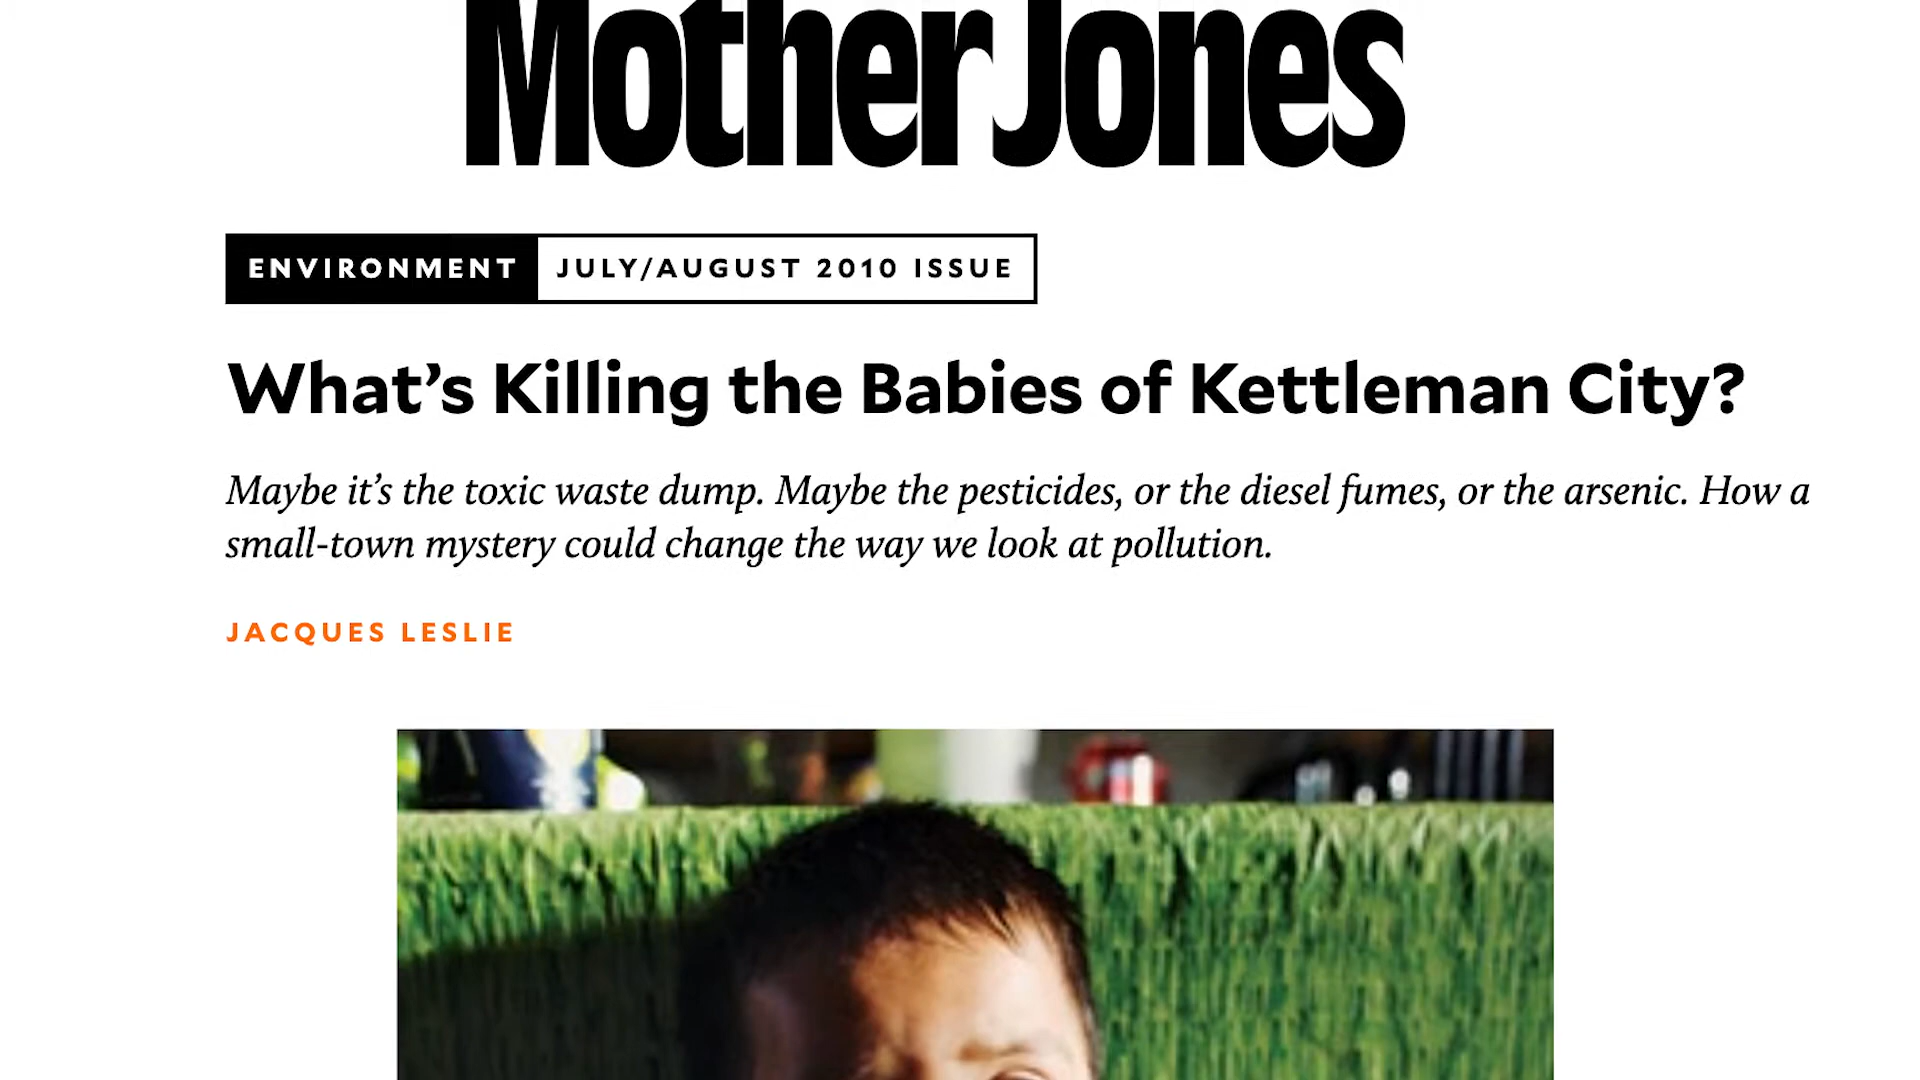 Mother Jones
ENVIRONMENT JULY/AUGUST 2010 ISSUE
What's Killing the Babies of Kettleman City?
Maybe it's the toxic waste dump. Maybe the pesticides, or the diesel fumes, or the arsenic. How a
small-town mystery could change the way we look at pollution.
JACQUES LESLIE